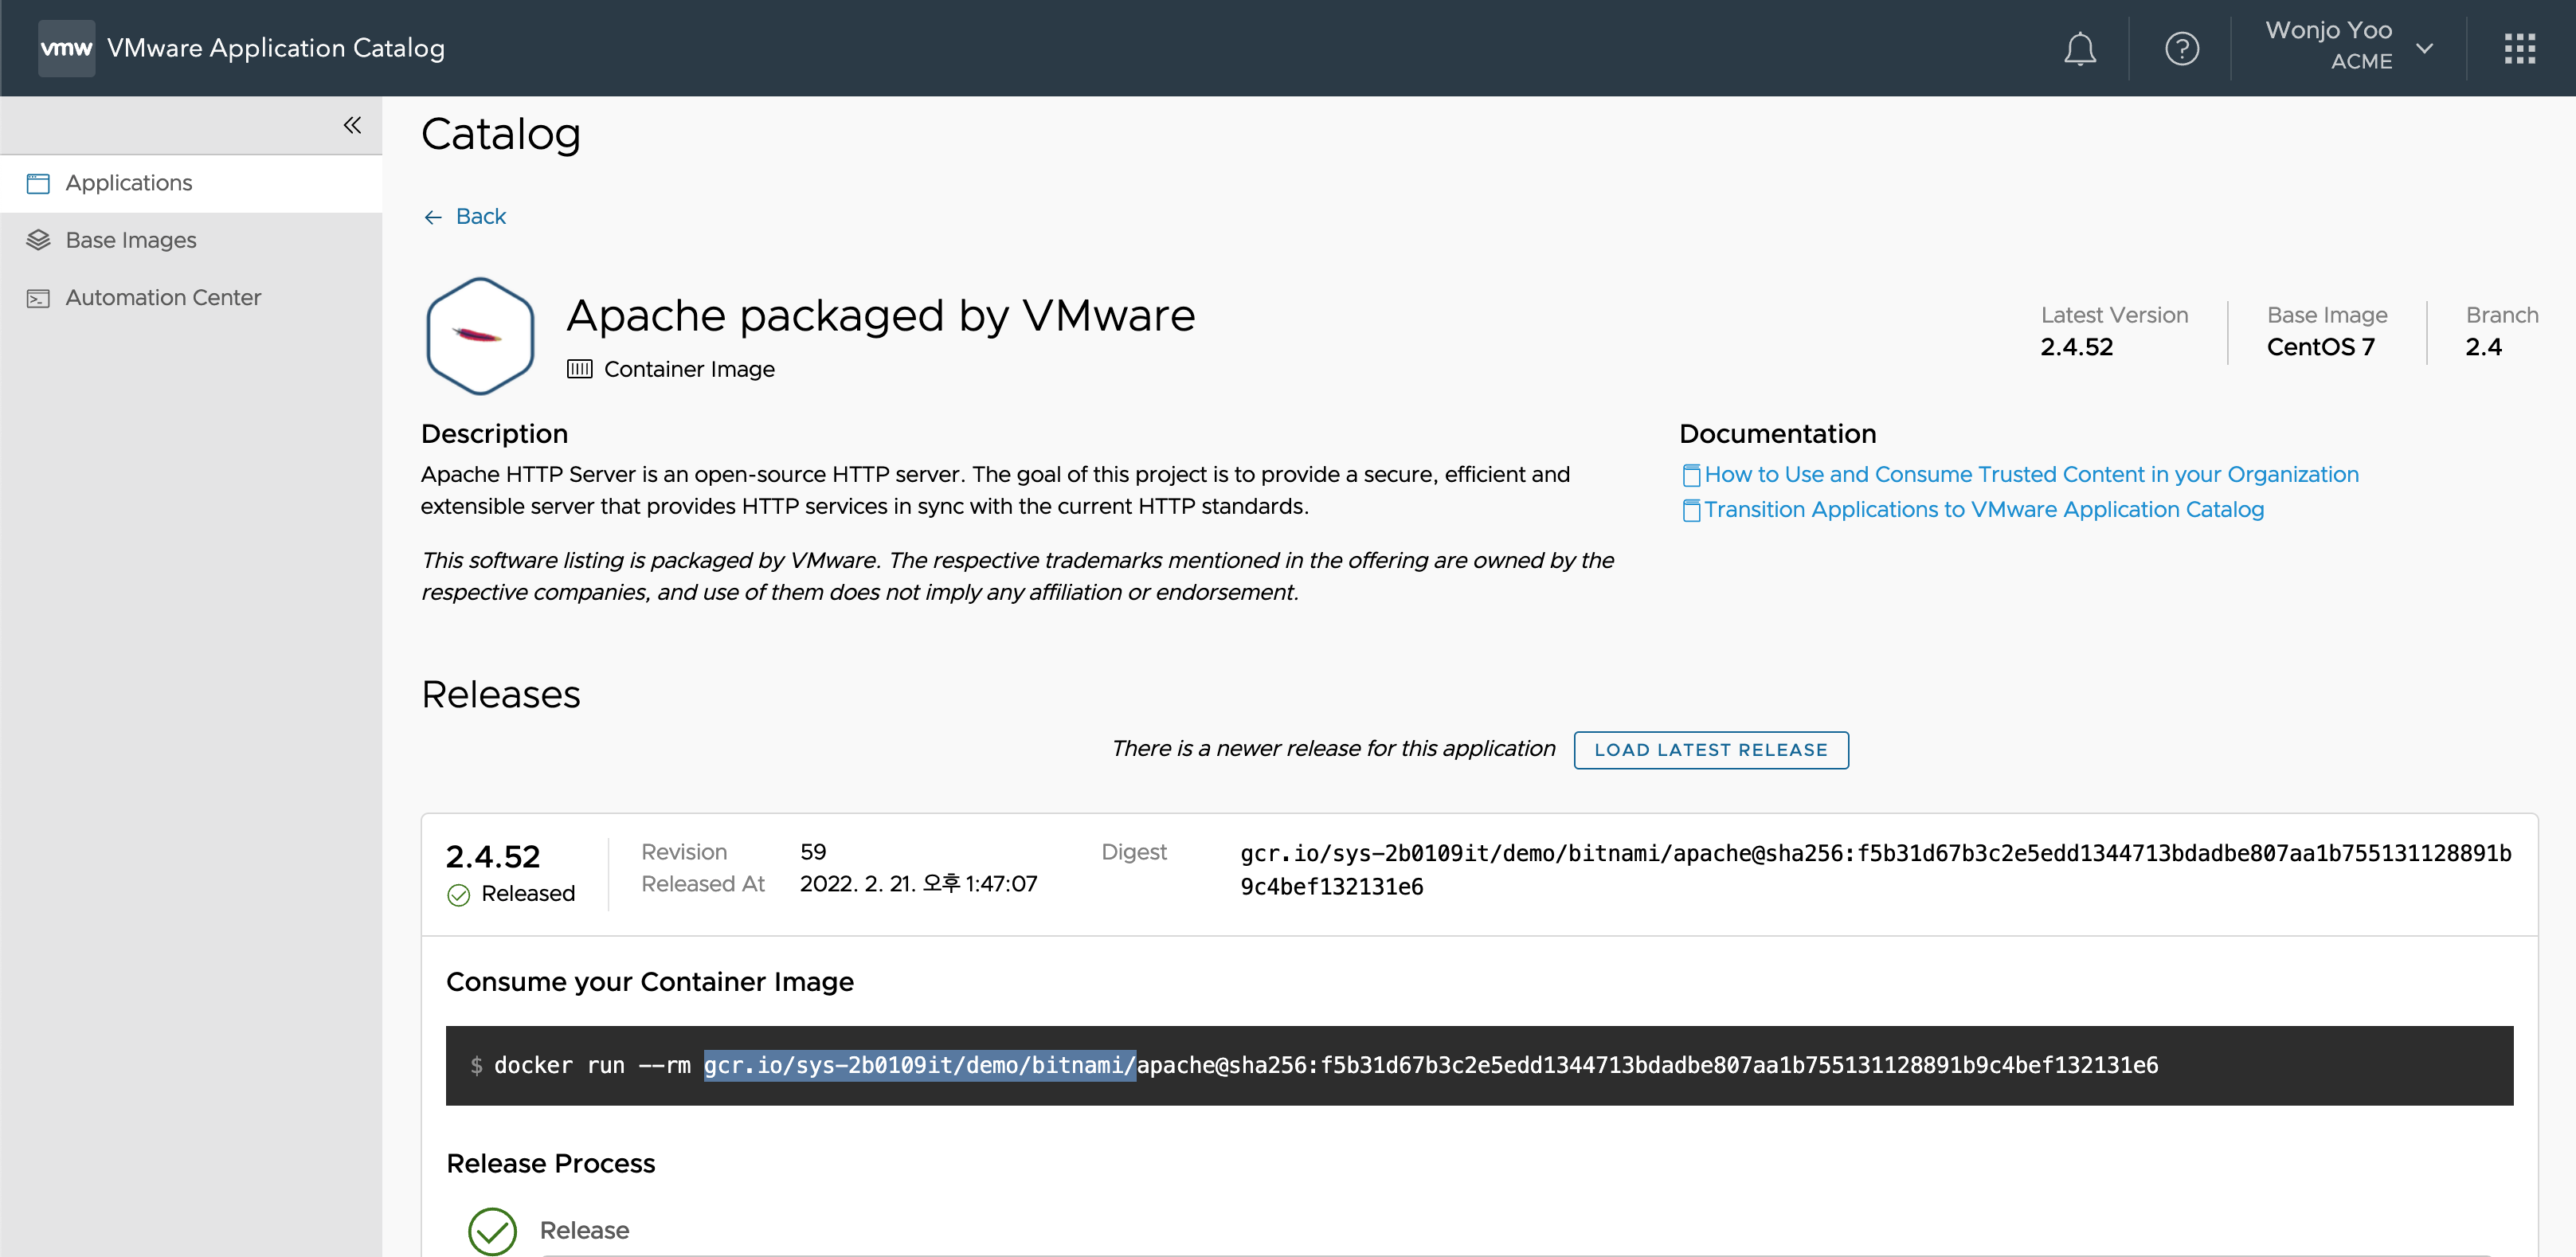 vmw VMware Application Catalog
Wonjo Yoo
ACME
Applications
Base Images
Automation Center
Catalog
← Back
Apache packaged by VMware
Container Image
Latest Version
2.4.52
Base Image
CentOS 7
Branch
2.4
Description
Apache HTTP Server is an open-source HTTP server. The goal of this project is to provide a secure, efficient and
extensible server that provides HTTP services in sync with the current HTTP standards.
This software listing is packaged by VMware. The respective trademarks mentioned in the offering are owned by the
respective companies, and use of them does not imply any affiliation or endorsement.
Documentation
How to Use and Consume Trusted Content in your Organization
Transition Applications to VMware Application Catalog
Releases
There is a newer release for this application LOAD LATEST RELEASE
2.4.52
Released
Revision 59
Released At 2022. 2. 21. 오후 1:47:07
Digest gcr.io/sys-2b0109it/demo/bitnami/apache@sha256:f5b31d67b3c2e5edd1344713bdadbe807aa1b755131128891b
9c4bef132131e6
Consume your Container Image
$ docker run --rm gcr.io/sys-2b0109it/demo/bitnami/apache@sha256:f5b31d67b3c2e5edd1344713bdadbe807aa1b755131128891b9c4bef132131e6
Release Process
Release